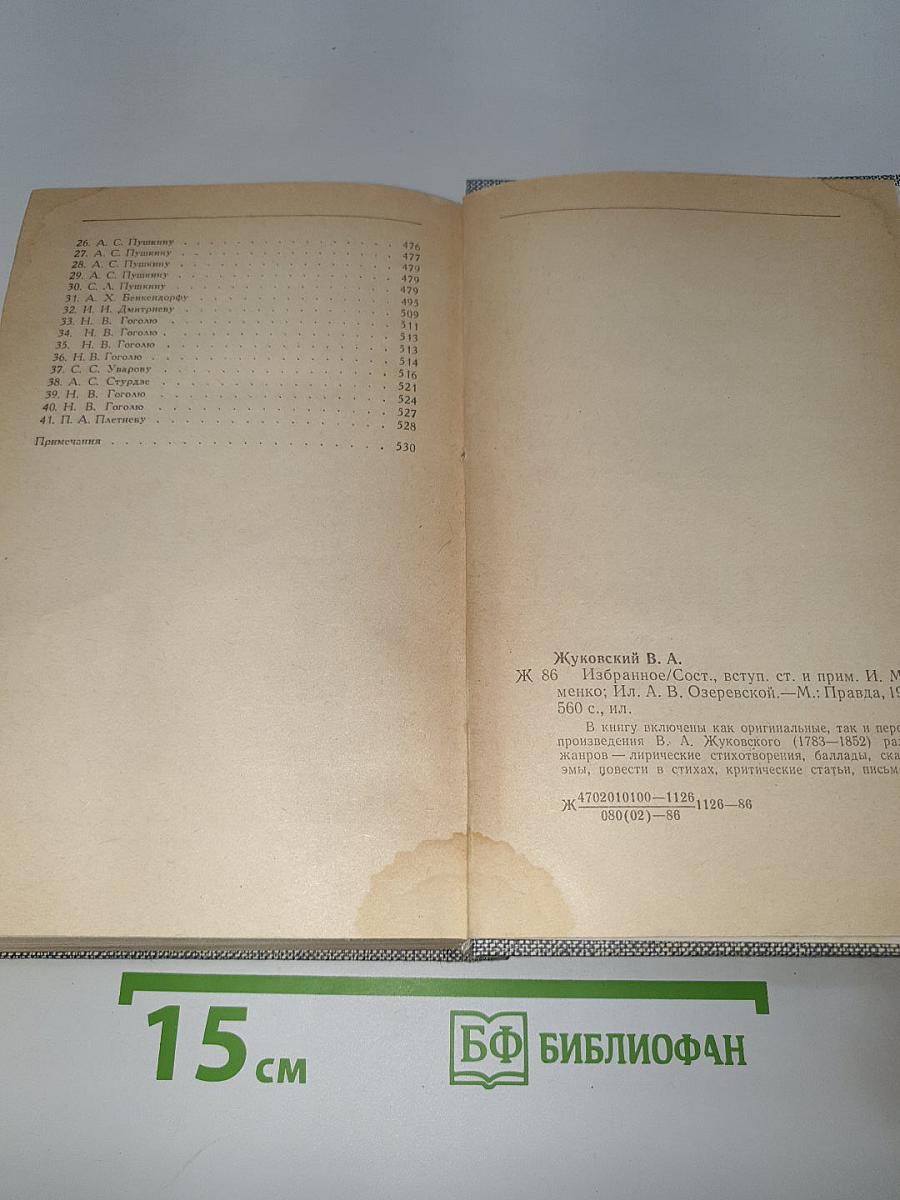 26. А. С. Пушкину . . . . . . . . . . . . . 476
27. А. С. Пушкину . . . . . . . . . . . . . 477
28. А. С. Пушкину . . . . . . . . . . . . . 479
29. А. С. Пушкину . . . . . . . . . . . . . 479
30. С. Л. Пушкину . . . . . . . . . . . . . 479
31. А. Х. Бенкендорфу . . . . . . . . . . . . . 495
32. И. И. Дмитриеву . . . . . . . . . . . . . 509
33. Н. В. Гоголю . . . . . . . . . . . . . 511
34. Н. В. Гоголю . . . . . . . . . . . . . 513
35. Н. В. Гоголю . . . . . . . . . . . . . 513
36. Н. В. Гоголю . . . . . . . . . . . . . 514
37. С. С. Уварову . . . . . . . . . . . . . 516
38. А. С. Стурдзе . . . . . . . . . . . . . 521
39. Н. В. Гоголю . . . . . . . . . . . . . 524
40. Н. В. Гоголю . . . . . . . . . . . . . 527
41. П. А. Плетневу . . . . . . . . . . . . . 528
Примечания . . . . . . . . . . . . . . . 530
Жуковский В. А.
Ж 86 Избранное/Сост., вступ. ст. и прим. И. М
менко; Ил. А. В. Озеревской.—М.: Правда, 19
560 с., ил.
В книгу включены как оригинальные, так и пере
произведения В. А. Жуковского (1783—1852) раз
жанров — лирические стихотворения, баллады, ска
эмы, повести в стихах, критические статьи, письма
Ж 4702010100—1126 1126—86
080(02)—86
15 см
БФ БИБЛИОФАН